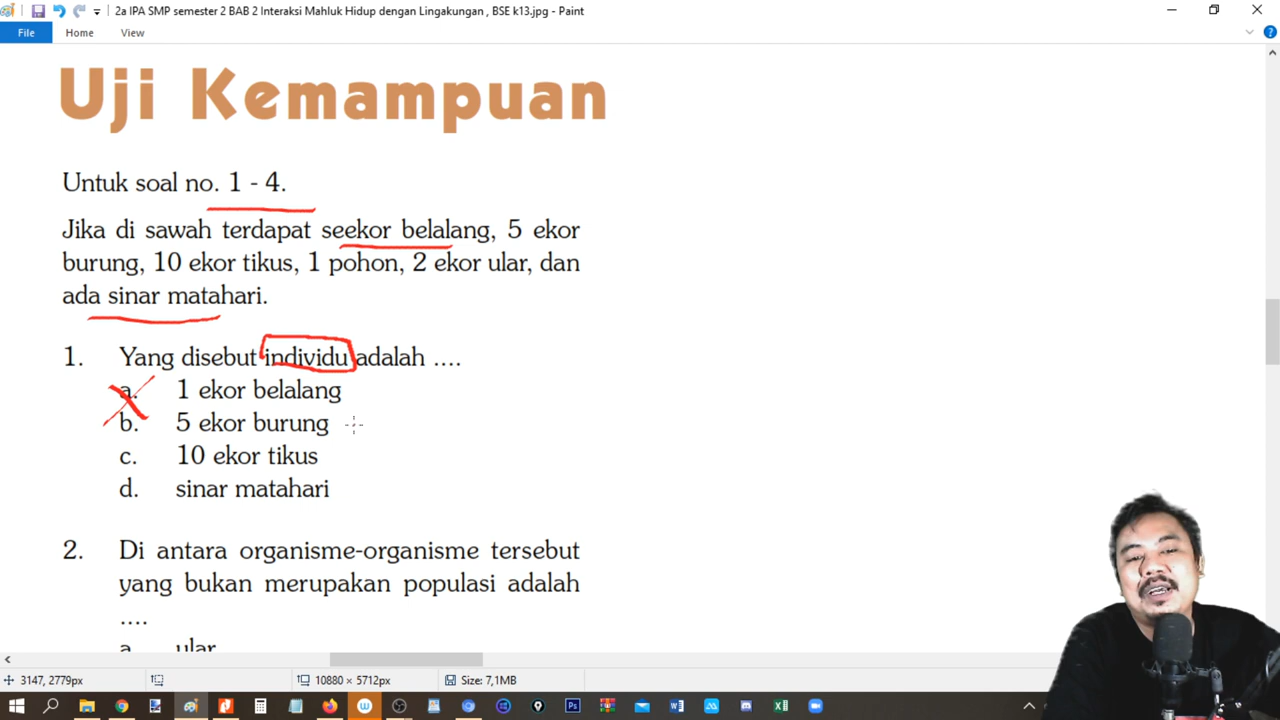 2a IPA SMP semester 2 BAB 2 Interaksi Mahluk Hidup dengan Lingakungan , BSE k13.jpg - Paint
File Home View
Uji Kemampuan
Untuk soal no. 1 - 4.
Jika di sawah terdapat seekor belalang, 5 ekor
burung, 10 ekor tikus, 1 pohon, 2 ekor ular, dan
ada sinar matahari.
1. Yang disebut individu adalah ....
a. 1 ekor belalang
b. 5 ekor burung
c. 10 ekor tikus
d. sinar matahari
2. Di antara organisme-organisme tersebut
yang bukan merupakan populasi adalah
....
a. ular
3147, 2779px 10880 × 5712px Size: 7,1MB